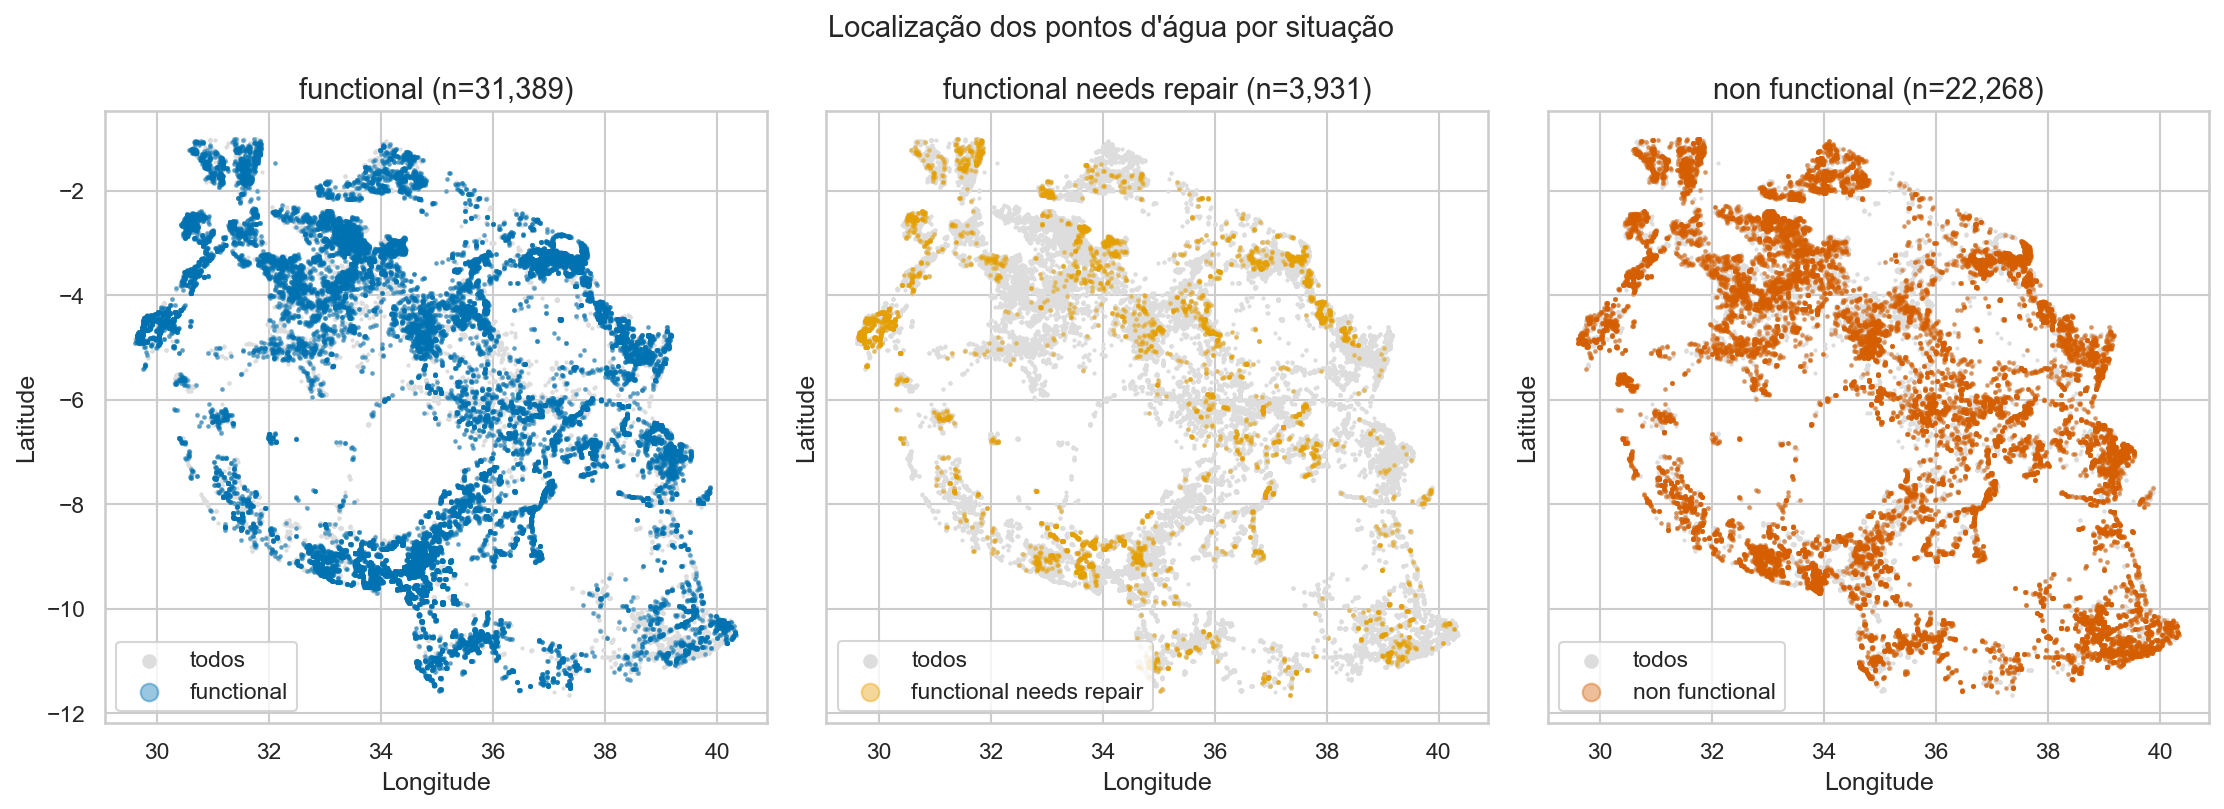 Localização dos pontos d'água por situação
functional (n=31,389)
functional needs repair (n=3,931)
non functional (n=22,268)
Latitude
−2
−4
−6
−8
−10
−12
todos
functional
30 32 34 36 38 40
Longitude
Latitude
todos
functional needs repair
30 32 34 36 38 40
Longitude
Latitude
todos
non functional
30 32 34 36 38 40
Longitude